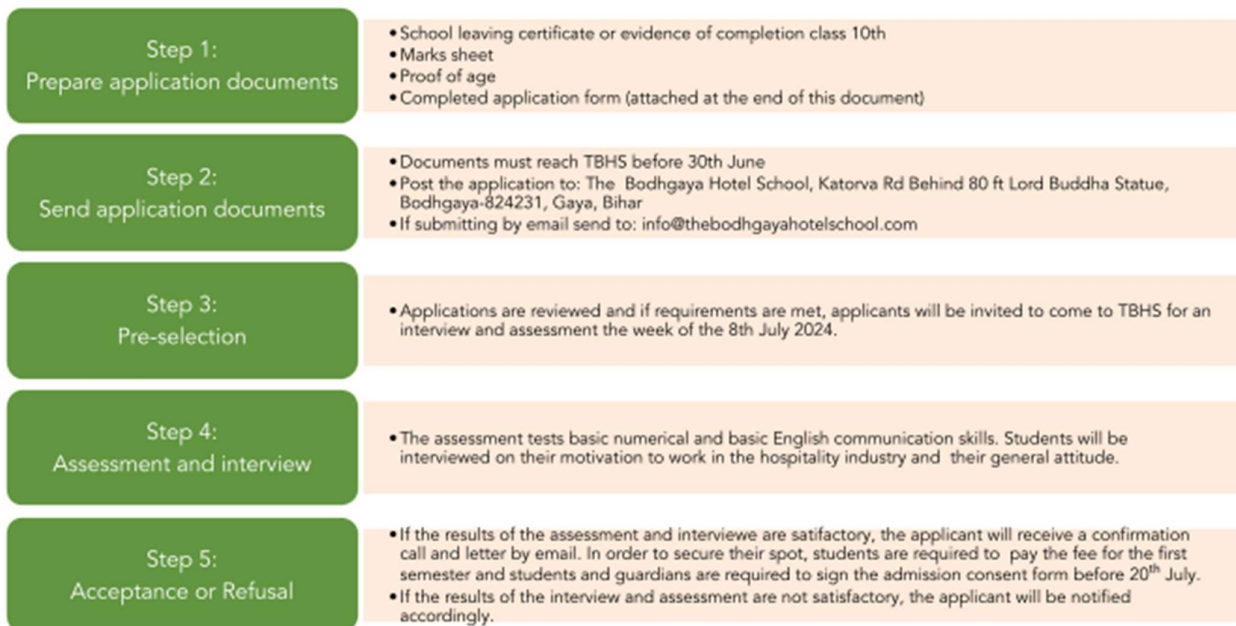 Step 1:
Prepare application documents
• School leaving certificate or evidence of completion class 10th
• Marks sheet
• Proof of age
• Completed application form (attached at the end of this document)
Step 2:
Send application documents
• Documents must reach TBHS before 30th June
• Post the application to: The Bodhgaya Hotel School, Katorva Rd Behind 80 ft Lord Buddha Statue,
Bodhgaya-824231, Gaya, Bihar
• If submitting by email send to: info@thebodhgayahotelschool.com
Step 3:
Pre-selection
• Applications are reviewed and if requirements are met, applicants will be invited to come to TBHS for an
interview and assessment the week of the 8th July 2024.
Step 4:
Assessment and interview
• The assessment tests basic numerical and basic English communication skills. Students will be
interviewed on their motivation to work in the hospitality industry and their general attitude.
Step 5:
Acceptance or Refusal
• If the results of the assessment and interviewe are satifactory, the applicant will receive a confirmation
call and letter by email. In order to secure their spot, students are required to pay the fee for the first
semester and students and guardians are required to sign the admission consent form before 20th July.
• If the results of the interview and assessment are not satisfactory, the applicant will be notified
accordingly.